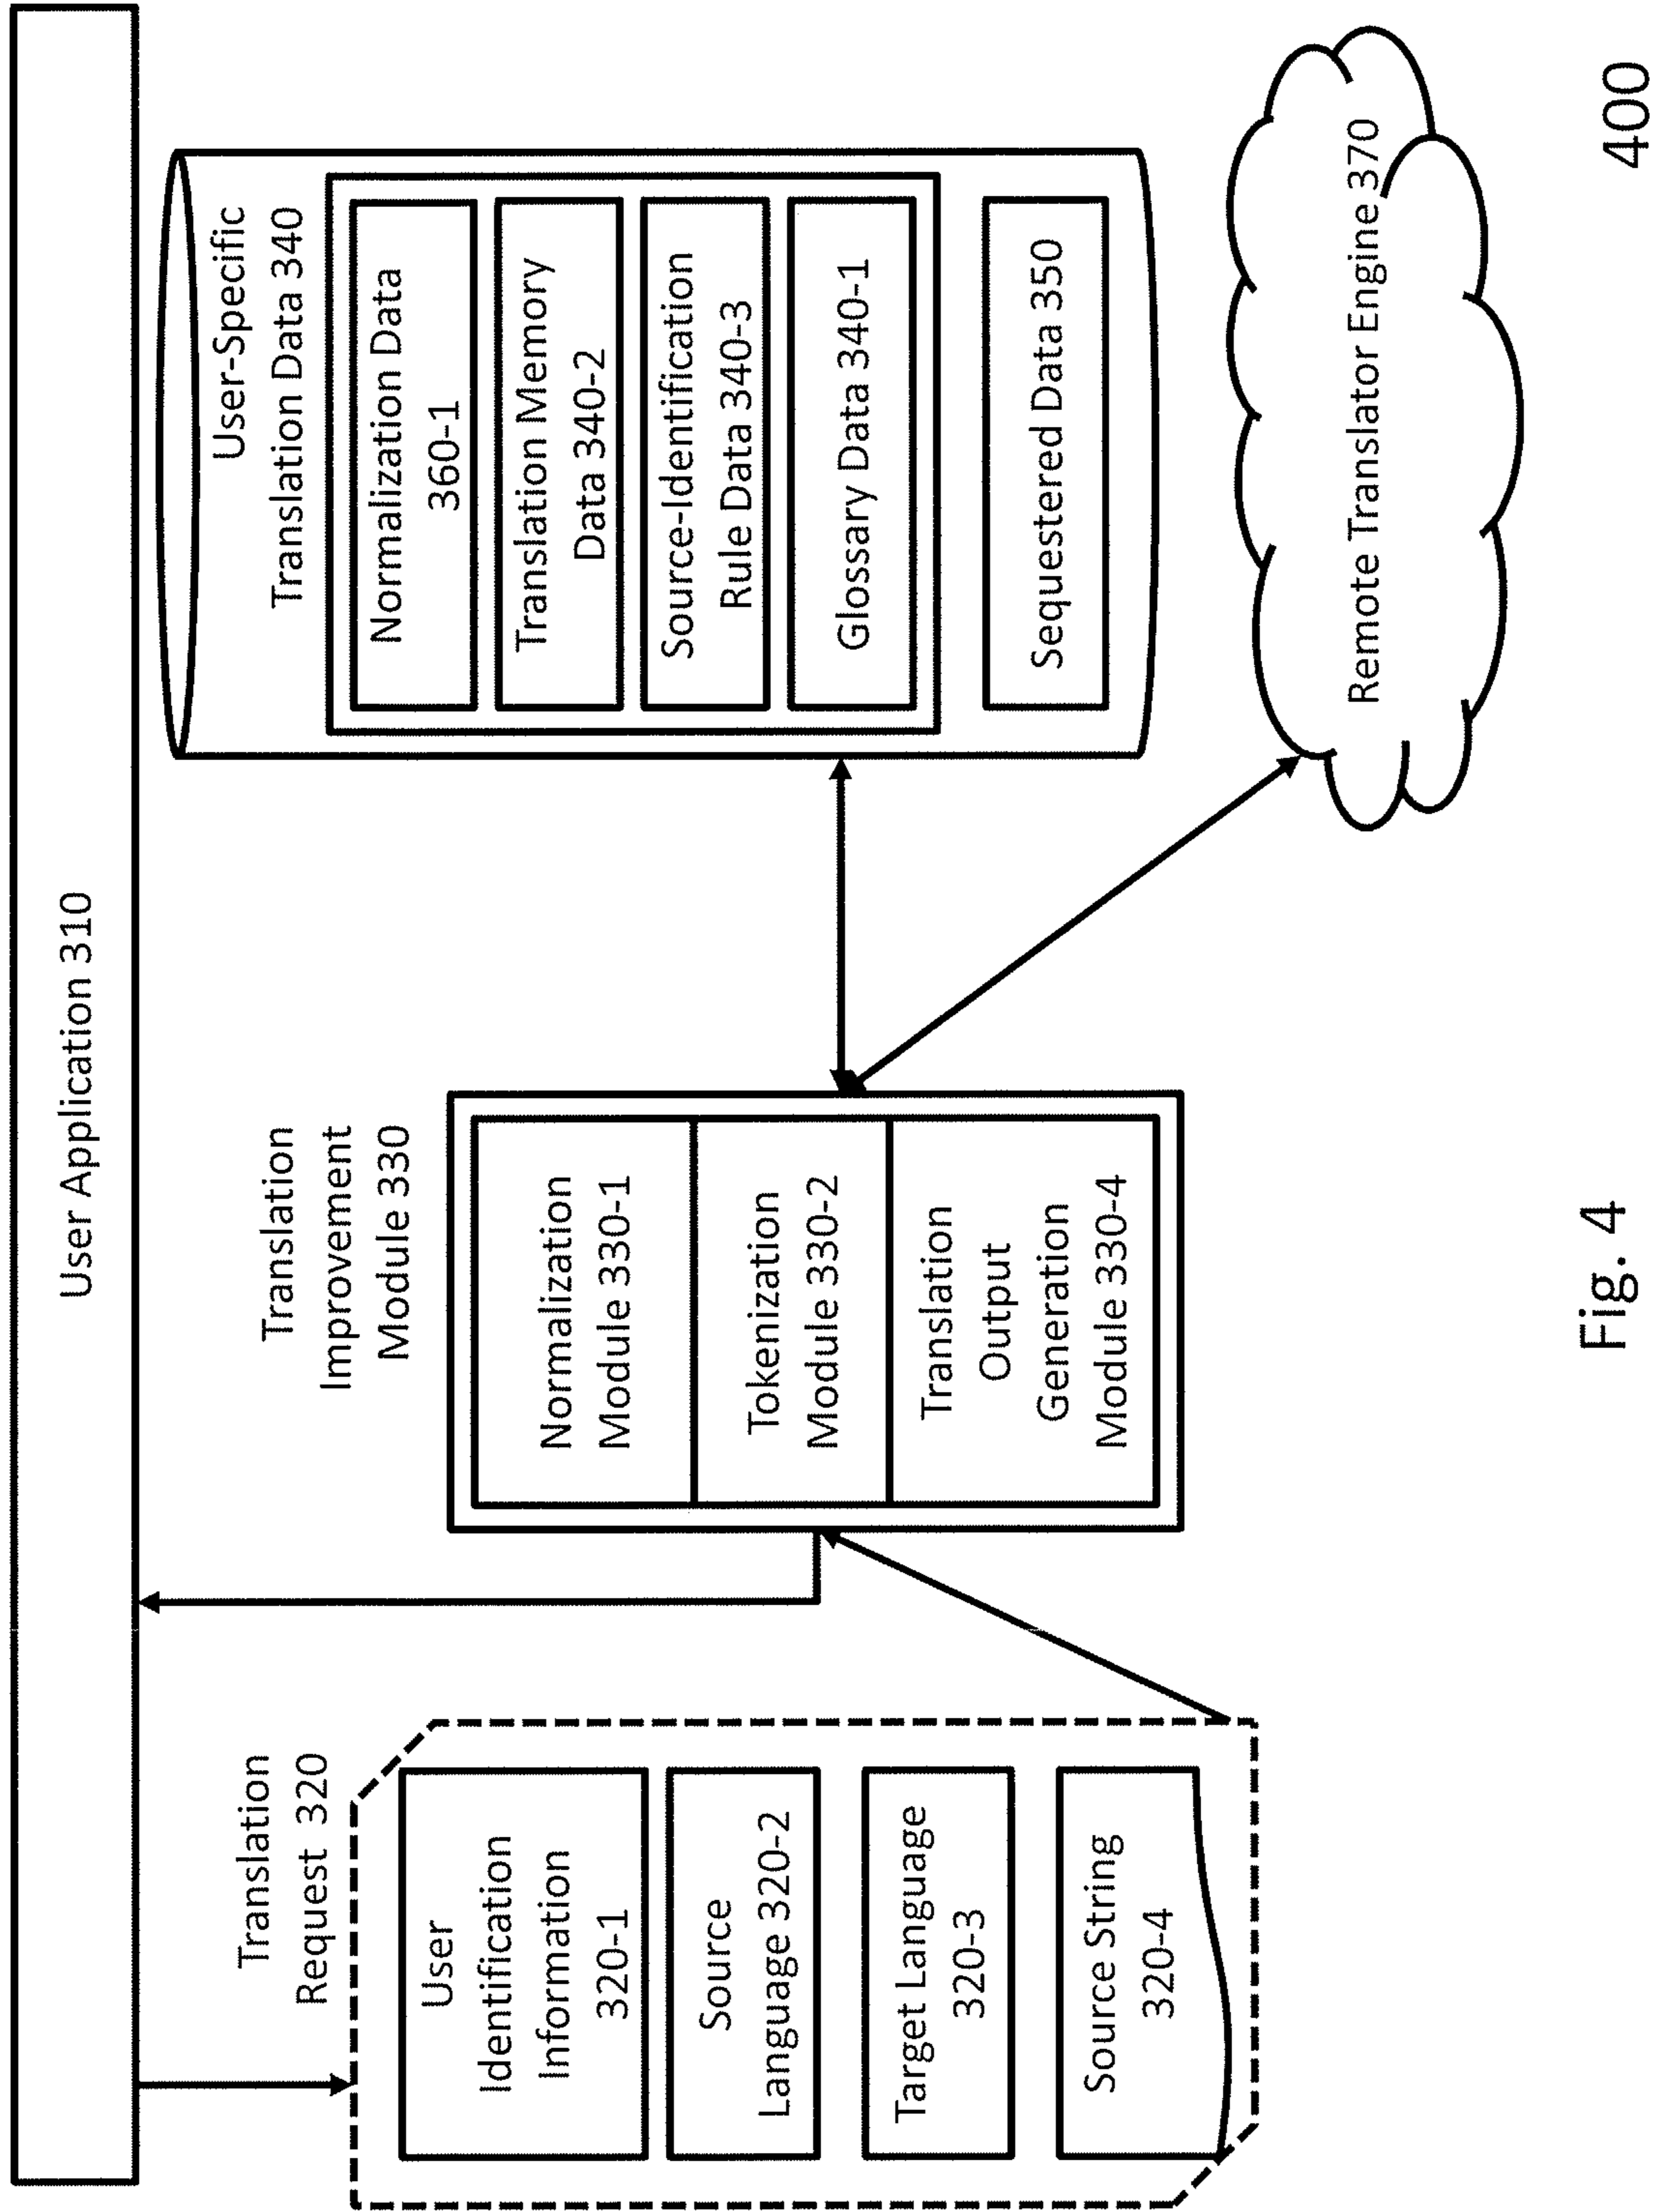 User Application 310
Translation
Request 320
User
Identification
Information
320-1
Source
Language 320-2
Target Language
320-3
Source String
320-4
Translation
Improvement
Module 330
Normalization
Module 330-1
Tokenization
Module 330-2
Translation
Output
Generation
Module 330-4
User-Specific
Translation Data 340
Normalization Data
360-1
Translation Memory
Data 340-2
Source-Identification
Rule Data 340-3
Glossary Data 340-1
Sequestered Data 350
Remote Translator Engine 370
Fig. 4
400